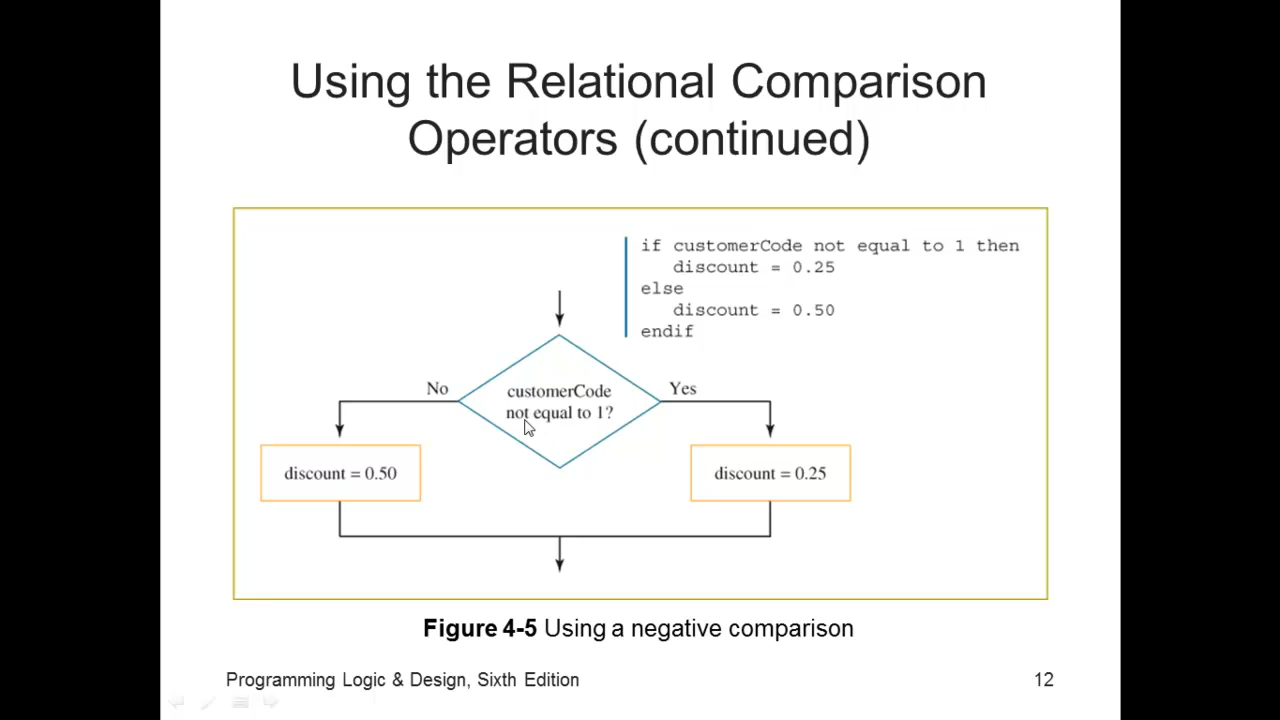 Using the Relational Comparison
Operators (continued)
if customerCode not equal to 1 then
discount = 0.25
else
discount = 0.50
endif
No
customerCode
not equal to 1?
Yes
discount = 0.50
discount = 0.25
Figure 4-5 Using a negative comparison
Programming Logic & Design, Sixth Edition
12